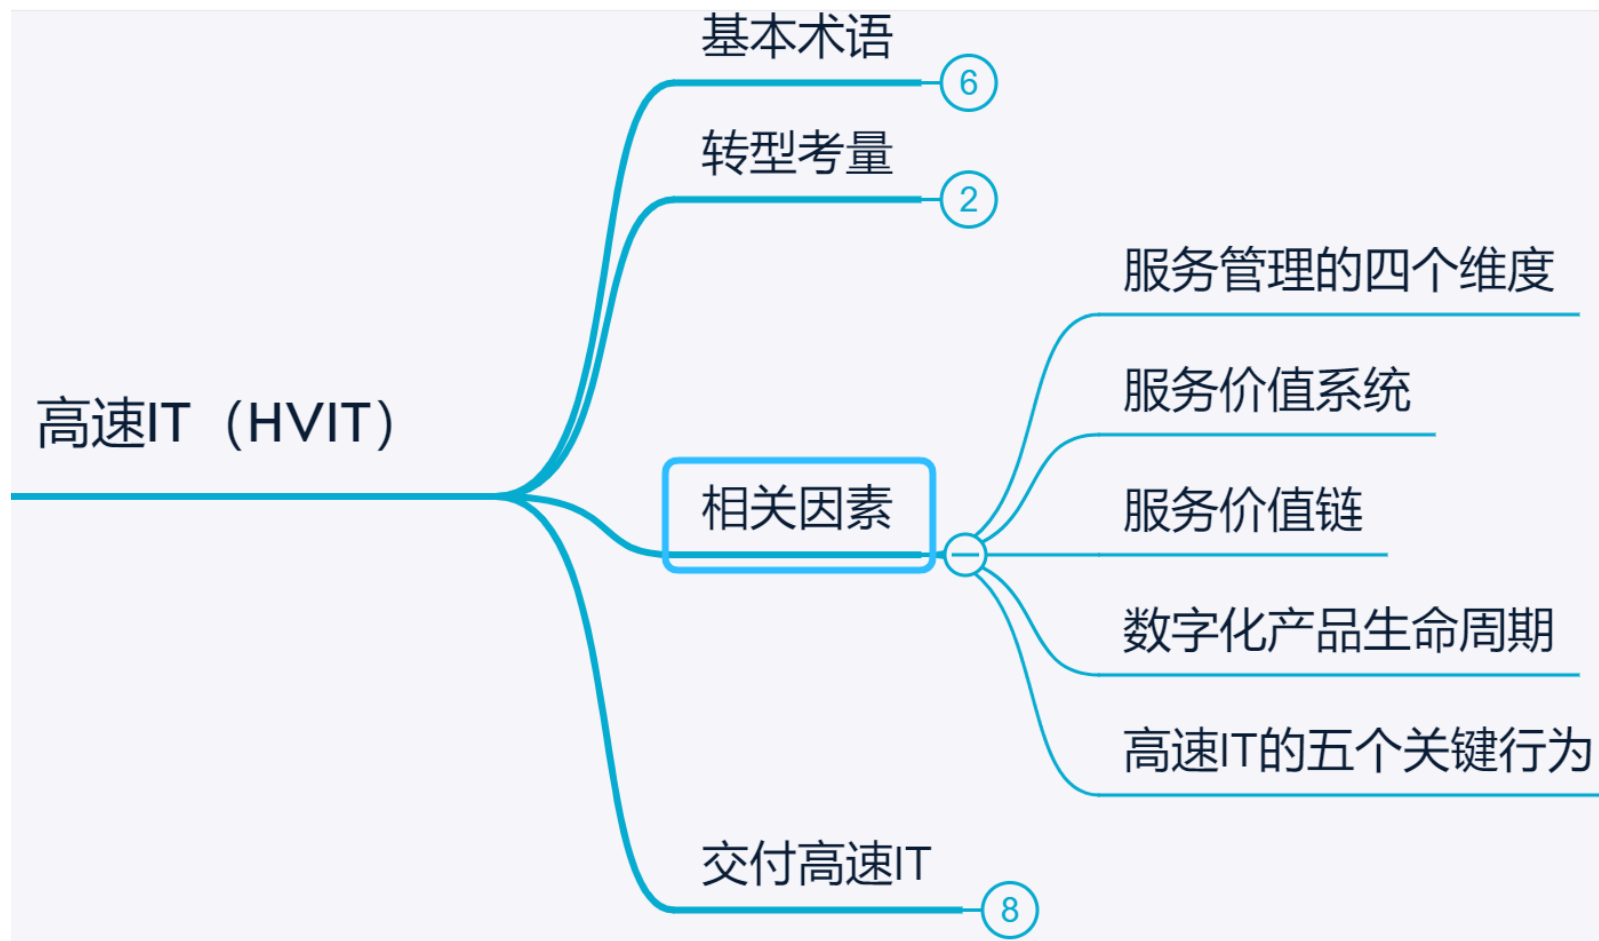 基本术语
6
转型考量
2
服务管理的四个维度
服务价值系统
高速IT（HVIT）
相关因素
服务价值链
数字化产品生命周期
高速IT的五个关键行为
交付高速IT
8